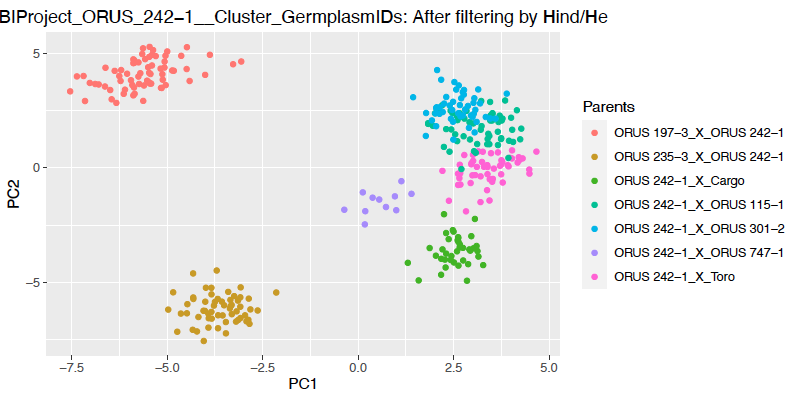 BIProject_ORUS_242−1__Cluster_GermplasmIDs: After filtering by Hind/He
5
0
−5
PC2
−7.5 −5.0 −2.5 0.0 2.5 5.0
PC1
Parents
ORUS 197−3_X_ORUS 242−1
ORUS 235−3_X_ORUS 242−1
ORUS 242−1_X_Cargo
ORUS 242−1_X_ORUS 115−1
ORUS 242−1_X_ORUS 301−2
ORUS 242−1_X_ORUS 747−1
ORUS 242−1_X_Toro